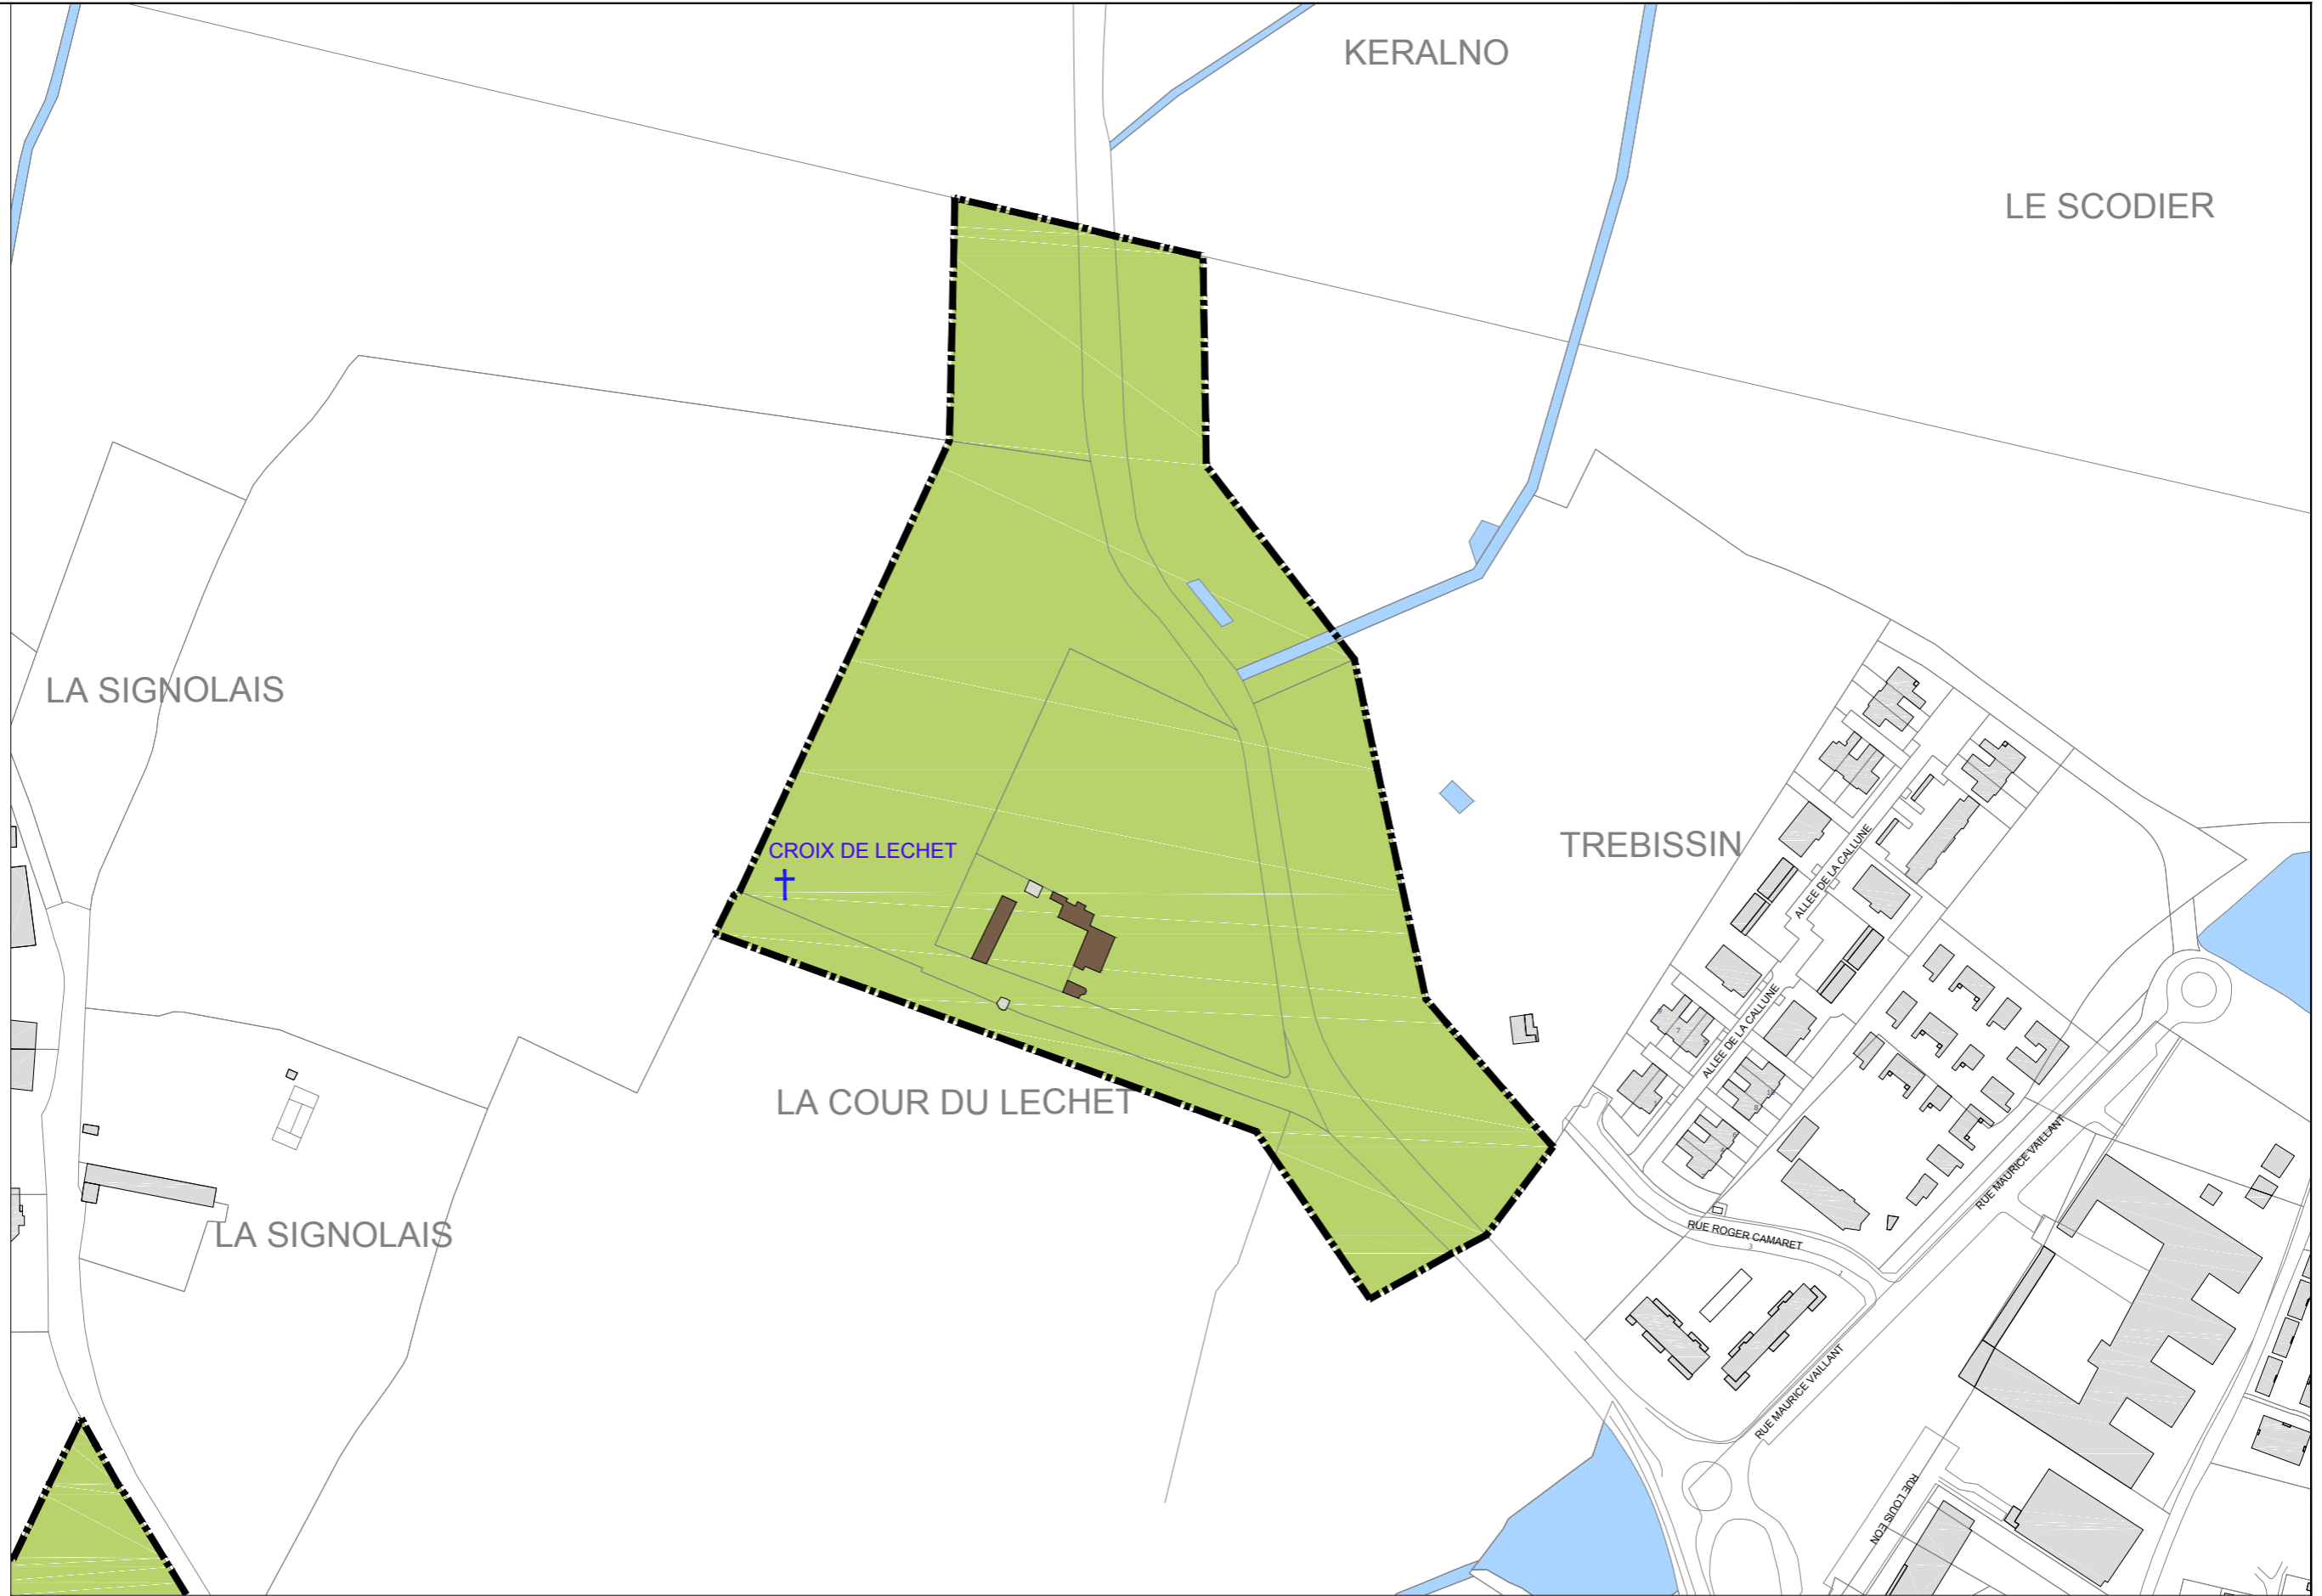 KERALNO
LE SCODIER
LA SIGNOLAIS
CROIX DE LECHET
TREBISSIN
ALLEE DE LA CALLUNE
ALLEE DE LA CALLUNE
LA COUR DU LECHET
RUE MAURICE VAILLANT
LA SIGNOLAIS
RUE ROGER CAMARET
RUE MAURICE VAILLANT
RUE LOUIS EON